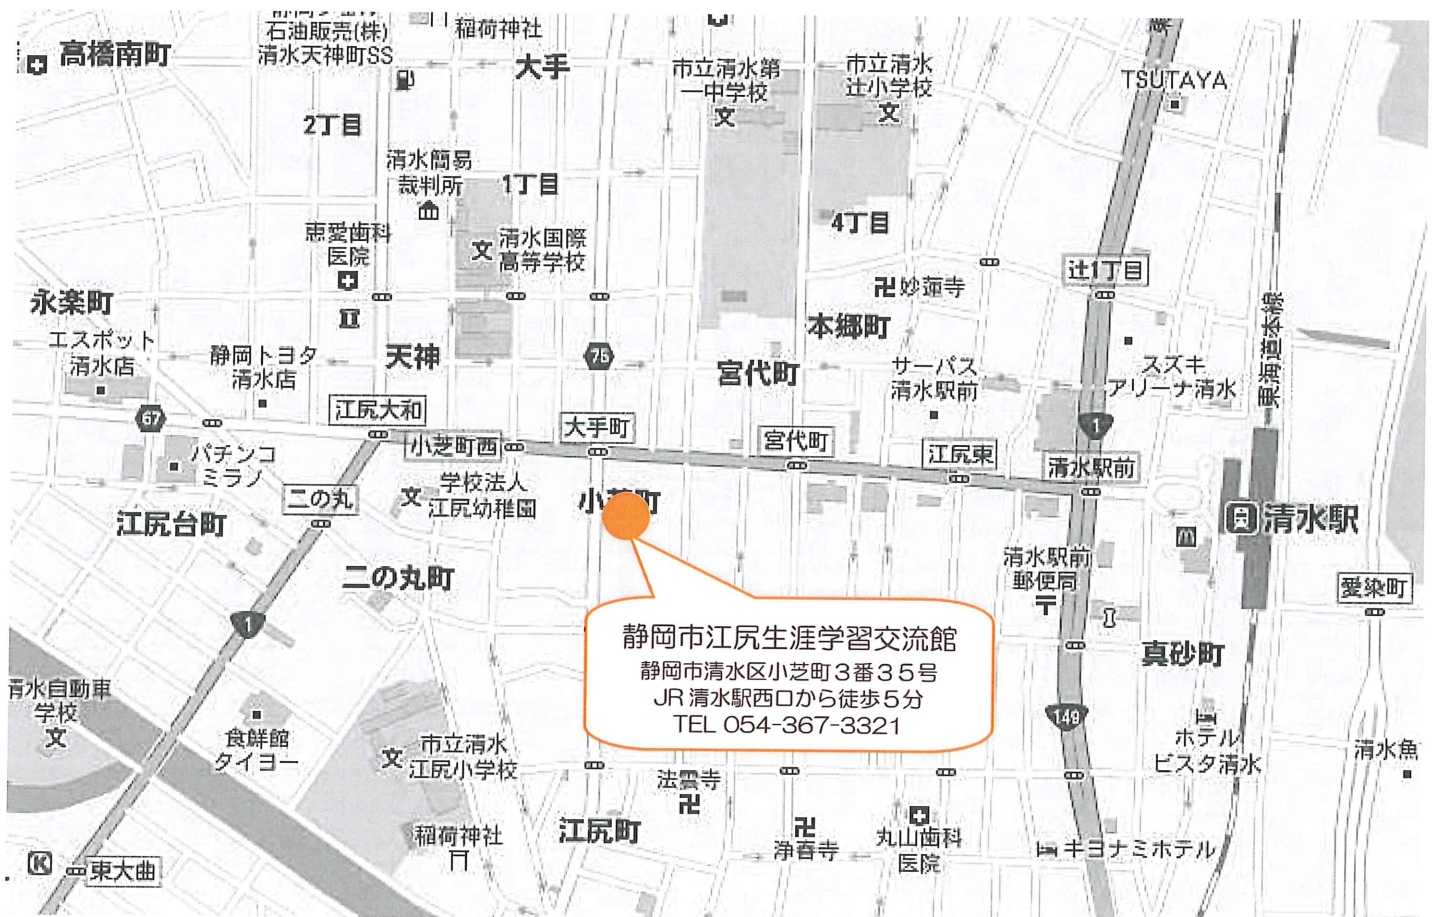 石油販売(株)
清水天神町SS
稲荷神社
高橋南町
大手
市立清水第
一中学校
市立清水
辻小学校
TSUTAYA
2丁目
清水簡易
裁判所
1丁目
4丁目
恵愛歯科
医院
清水国際
高等学校
辻1丁目
卍妙蓮寺
永楽町
本郷町
東海道本線
エスポット
清水店
静岡トヨタ
清水店
天神
75
宮代町
サーパス
清水駅前
スズキ
アリーナ清水
67
江尻大和
小芝町西
大手町
宮代町
江尻東
1
清水駅前
パチンコ
ミラノ
二の丸
学校法人
江尻幼稚園
小芝町
清水駅
江尻台町
二の丸町
清水駅前
郵便局
〒
愛染町
1
静岡市江尻生涯学習交流館
静岡市清水区小芝町3番35号
JR 清水駅西口から徒歩5分
TEL 054-367-3321
真砂町
清水自動車
学校
文
食鮮館
タイヨー
149
市立清水
江尻小学校
ホテル
ビスタ清水
清水魚
法雲寺
卍
稲荷神社
江尻町
卍
浄春寺
丸山歯科
医院
キヨナミホテル
K
東大曲